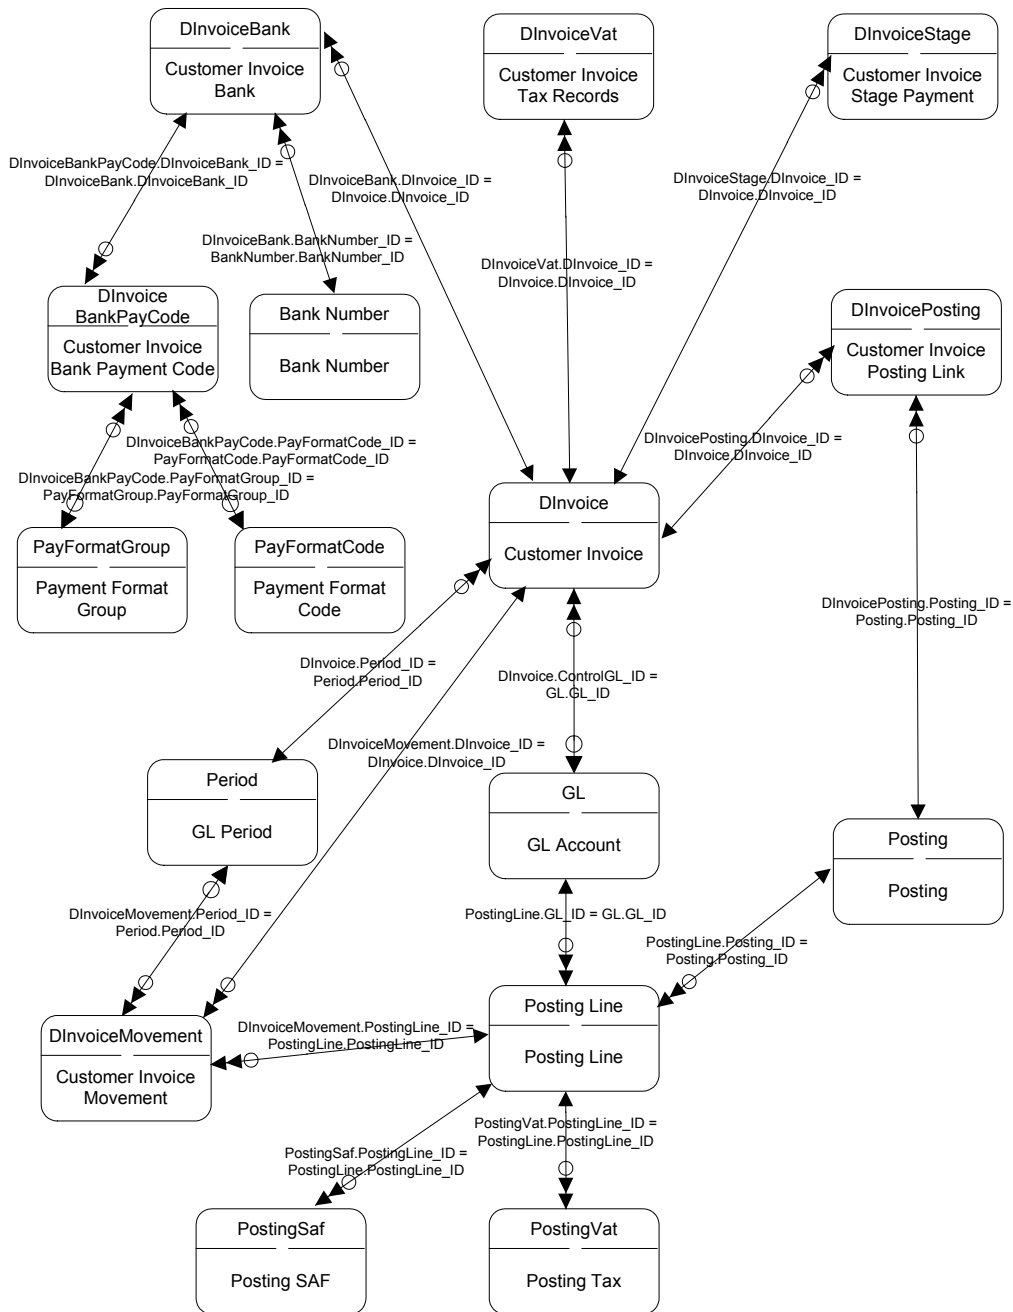 DInvoiceBank
Customer Invoice
Bank
DInvoiceVat
Customer Invoice
Tax Records
DInvoiceStage
Customer Invoice
Stage Payment
DInvoiceBankPayCode.DInvoiceBank_ID =
DInvoiceBank.DInvoiceBank_ID
DInvoiceBank.DInvoice_ID =
DInvoice.DInvoice_ID
DInvoiceStage.DInvoice_ID =
DInvoice.DInvoice_ID
DInvoiceBank.BankNumber_ID =
BankNumber.BankNumber_ID
DInvoiceVat.DInvoice_ID =
DInvoice.DInvoice_ID
DInvoice
BankPayCode
Customer Invoice
Bank Payment Code
Bank Number
Bank Number
DInvoicePosting
Customer Invoice
Posting Link
DInvoiceBankPayCode.PayFormatCode_ID =
PayFormatCode.PayFormatCode_ID
DInvoiceBankPayCode.PayFormatGroup_ID =
PayFormatGroup.PayFormatGroup_ID
DInvoicePosting.DInvoice_ID =
DInvoice.DInvoice_ID
DInvoice
Customer Invoice
PayFormatGroup
Payment Format
Group
PayFormatCode
Payment Format
Code
DInvoicePosting.Posting_ID =
Posting.Posting_ID
DInvoice.Period_ID =
Period.Period_ID
DInvoice.ControlGL_ID =
GL.GL_ID
DInvoiceMovement.DInvoice_ID =
DInvoice.DInvoice_ID
Period
GL Period
GL
GL Account
Posting
Posting
DInvoiceMovement.Period_ID =
Period.Period_ID
PostingLine.GL_ID = GL.GL_ID
PostingLine.Posting_ID =
Posting.Posting_ID
DInvoiceMovement
Customer Invoice
Movement
DInvoiceMovement.PostingLine_ID =
PostingLine.PostingLine_ID
Posting Line
Posting Line
PostingSaf.PostingLine_ID =
PostingLine.PostingLine_ID
PostingVat.PostingLine_ID =
PostingLine.PostingLine_ID
PostingSaf
Posting SAF
PostingVat
Posting Tax